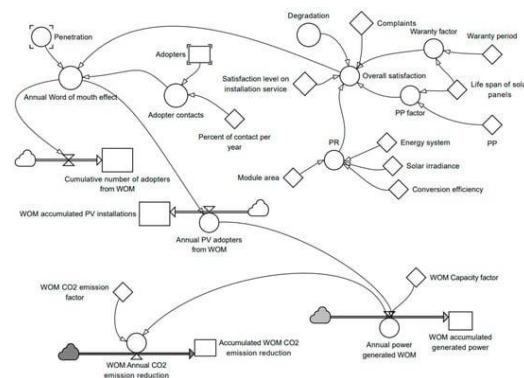 Degradation
Complaints
Waranty factor
Waranty period
Penetration
Adopters
Satisfaction level on
installation service
Overall satisfaction
Annual Word of mouth effect
Adopter contacts
PP factor
Life span of sola
panels
Percent of contact per
year
PR
PP
Energy system
Solar irradiance
Module area
Conversion efficiency
Cumulative number of adopters
from WOM
WOM accumulated PV installations
Annual PV adopters
from WOM
WOM CO2 emission
factor
WOM Capacity factor
Accumulated WOM CO2
emission reduction
WOM Annual CO2
emission reduction
Annual power
generated WOM
WOM accumulated
generated power